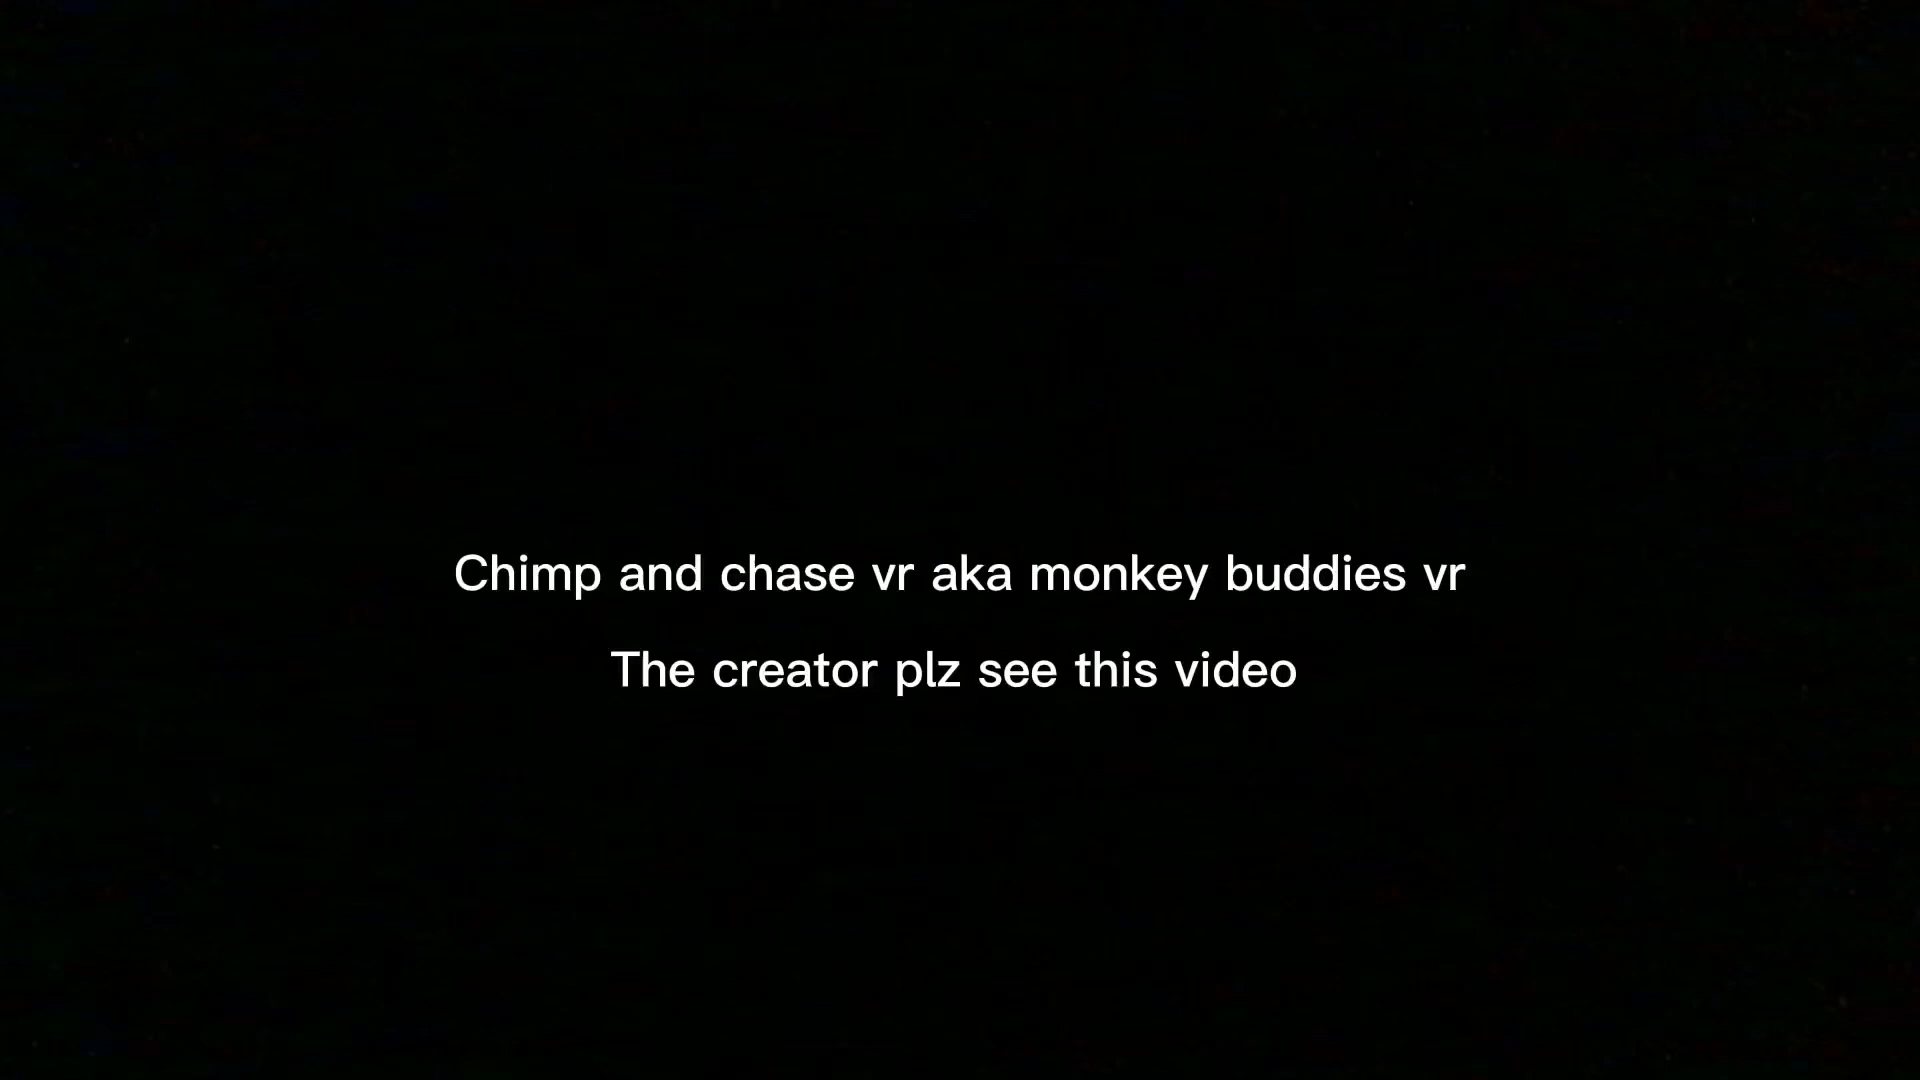 Chimp and chase vr aka monkey buddies vr
The creator plz see this video